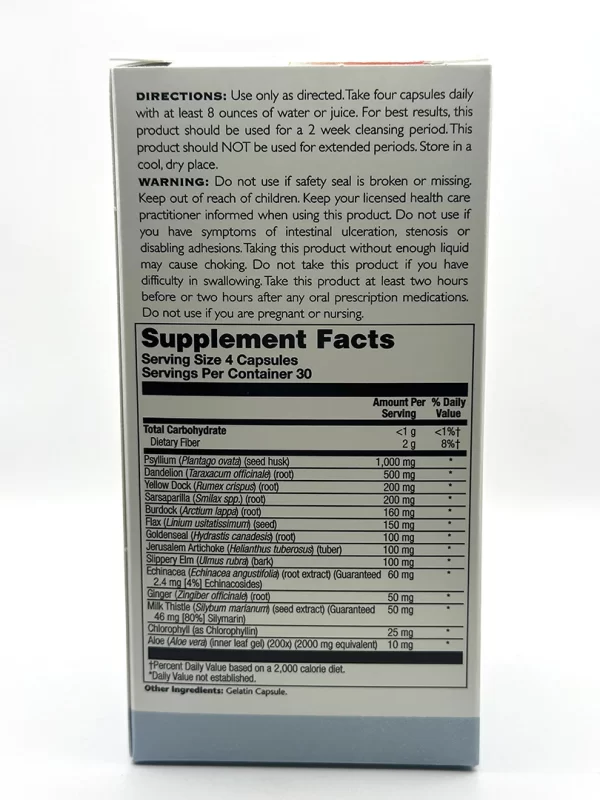 DIRECTIONS: Use only as directed. Take four capsules daily
with at least 8 ounces of water or juice. For best results, this
product should be used for a 2 week cleansing period. This
product should NOT be used for extended periods. Store in a
cool, dry place.
WARNING: Do not use if safety seal is broken or missing.
Keep out of reach of children. Keep your licensed health care
practitioner informed when using this product. Do not use if
you have symptoms of intestinal ulceration, stenosis or
disabling adhesions. Taking this product without enough liquid
may cause choking. Do not take this product if you have
difficulty in swallowing. Take this product at least two hours
before or two hours after any oral prescription medications.
Do not use if you are pregnant or nursing.
Supplement Facts
Serving Size 4 Capsules
Servings Per Container 30
Amount Per % Daily
Serving Value
Total Carbohydrate <1 g <1%†
Dietary Fiber 2 g 8%†
Psyllium (Plantago ovata) (seed husk) 1,000 mg *
Dandelion (Taraxacum officinale) (root) 500 mg *
Yellow Dock (Rumex crispus) (root) 200 mg *
Sarsaparilla (Smilax spp.) (root) 200 mg *
Burdock (Arctium lappa) (root) 160 mg *
Flax (Linium usitatissimum) (seed) 150 mg *
Goldenseal (Hydrastis canadesis) (root) 100 mg *
Jerusalem Artichoke (Helianthus tuberosus) (tuber) 100 mg *
Slippery Elm (Ulmus rubra) (bark) 100 mg *
Echinacea (Echinacea angustifolia) (root extract) (Guaranteed 60 mg *
2.4 mg [4%] Echinacosides)
Ginger (Zingiber officinale) (root) 50 mg *
Milk Thistle (Silybum marianum) (seed extract) (Guaranteed 50 mg *
46 mg [80%] Silymarin)
Chlorophyll (as Chlorophyllin) 25 mg *
Aloe (Aloe vera) (inner leaf gel) (200x) (2000 mg equivalent) 10 mg *
†Percent Daily Value based on a 2,000 calorie diet.
*Daily Value not established.
Other Ingredients: Gelatin Capsule.